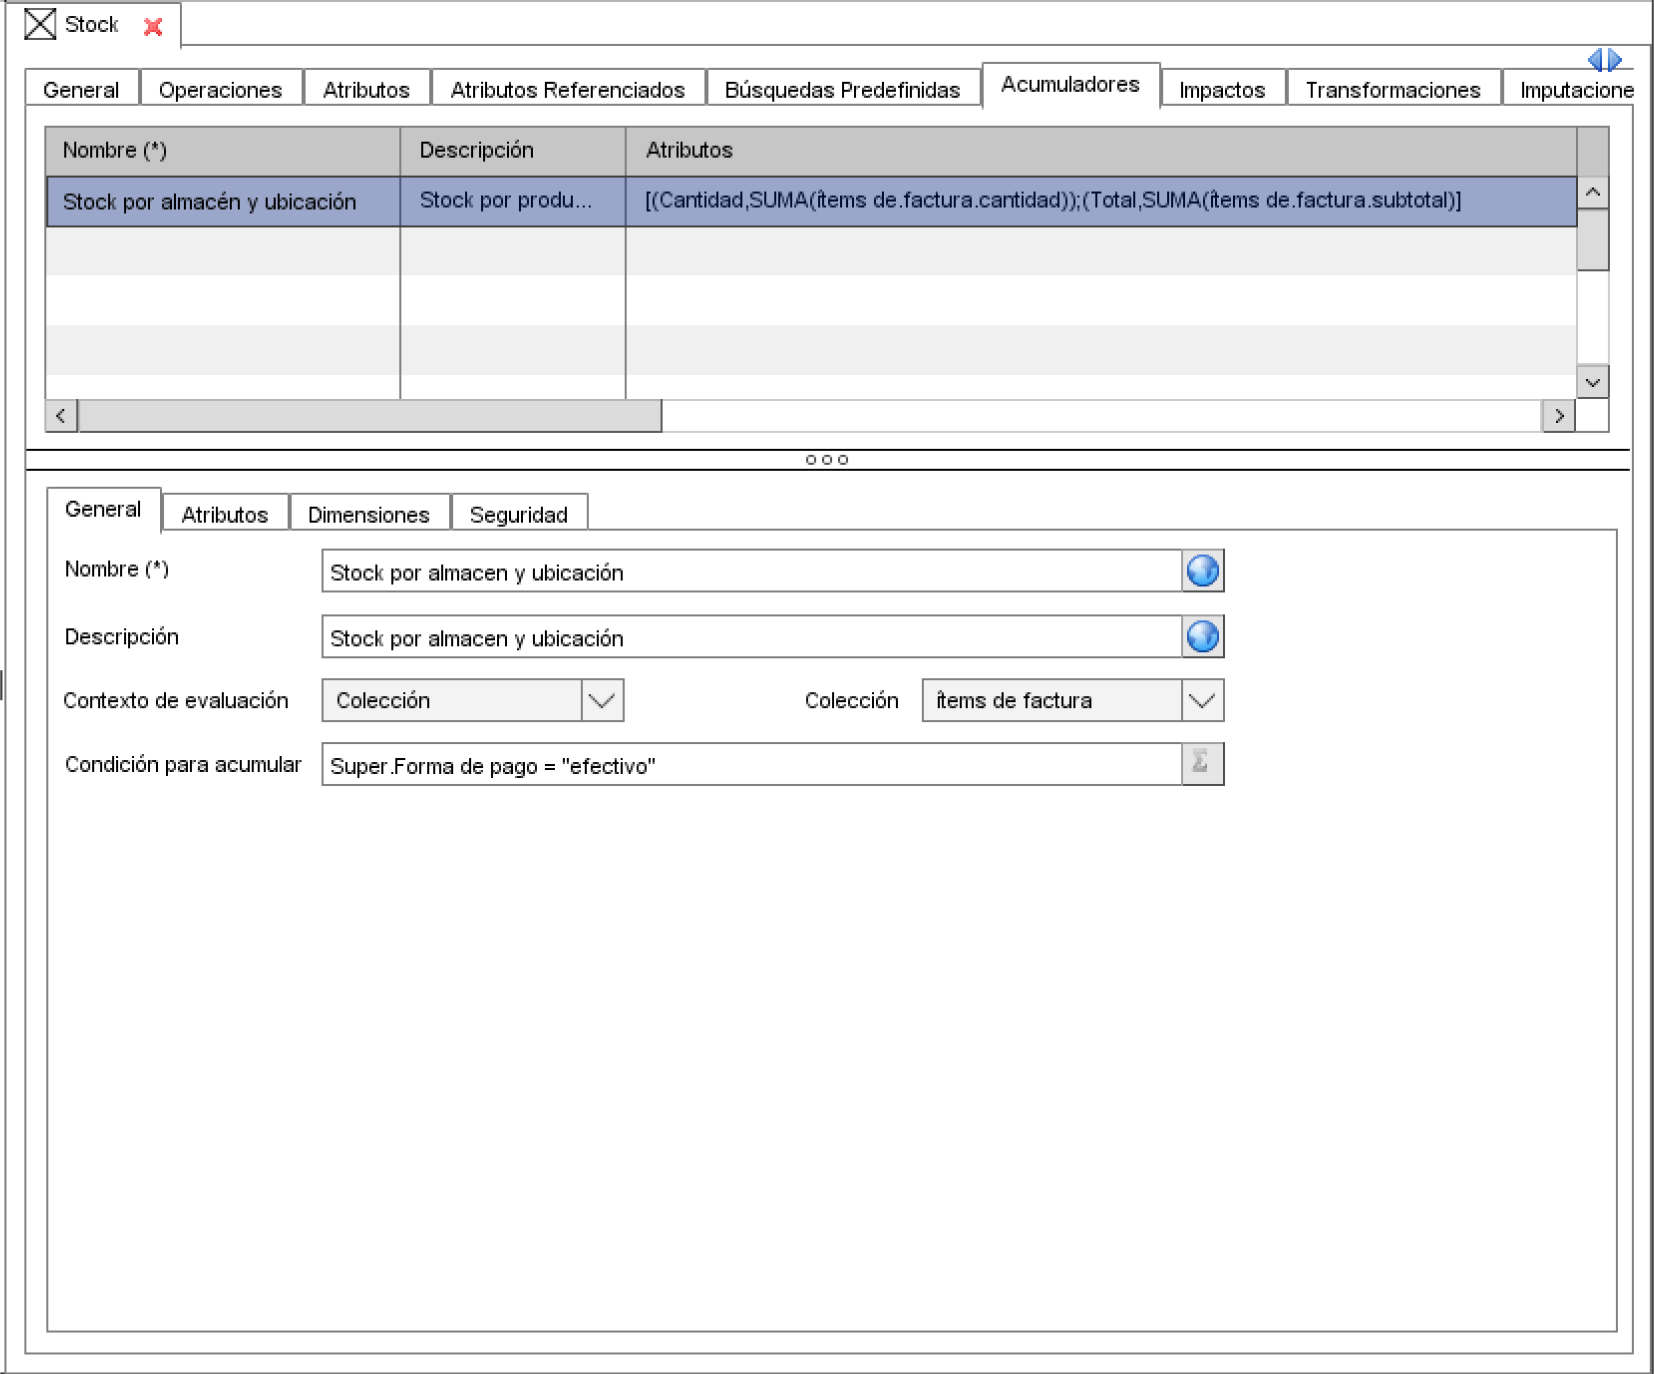 Stock
General Operaciones Atributos Atributos Referenciados Búsquedas Predefinidas Acumuladores Impactos Transformaciones Imputacione
Nombre (*) Descripción Atributos
Stock por almacén y ubicación Stock por produ... [(Cantidad,SUMA(ítems de.factura.cantidad));(Total,SUMA(ítems de.factura.subtotal)]
General Atributos Dimensiones Seguridad
Nombre (*) Stock por almacen y ubicación
Descripción Stock por almacen y ubicación
Contexto de evaluación Colección Colección ítems de factura
Condición para acumular Super.Forma de pago = "efectivo" Σ